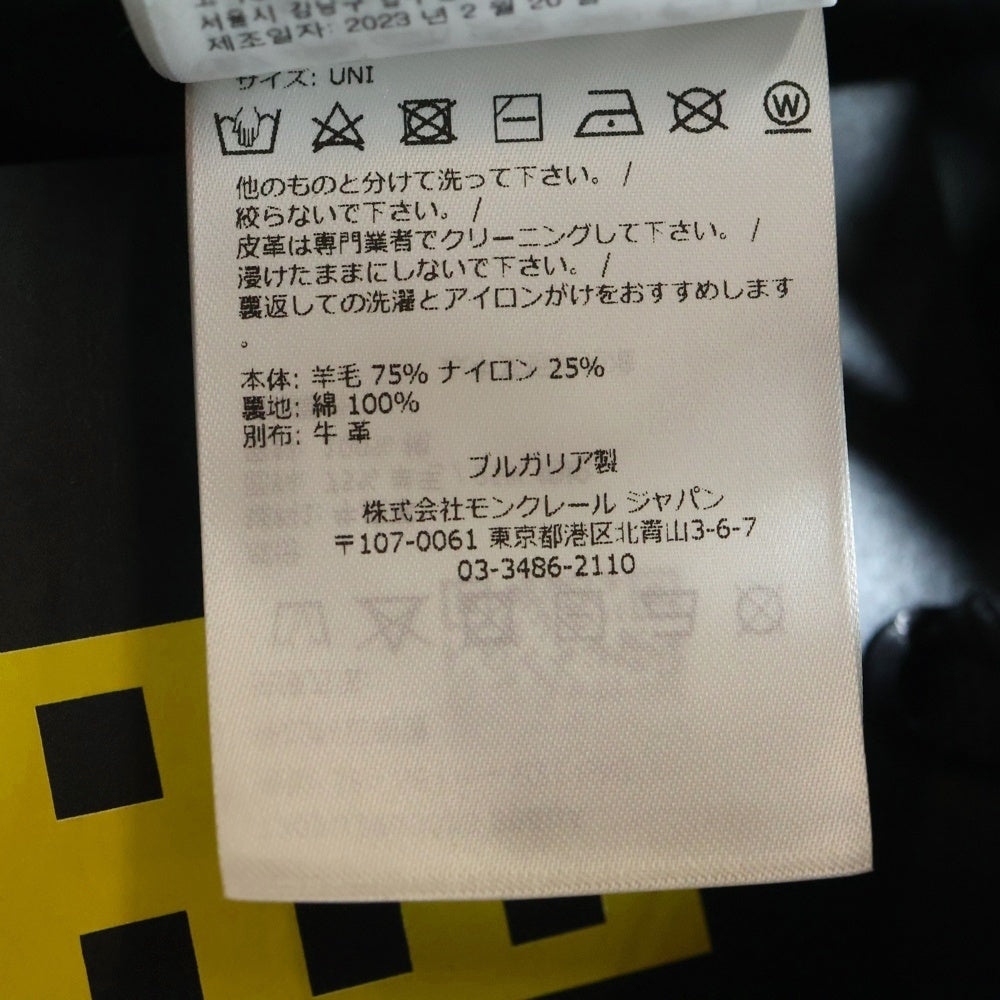 서울시 강남구
제조일자: 2023 년 2 월 20 일
サイズ: UNI
W
他のものと分けて洗って下さい。 /
絞らないで下さい。 /
皮革は専門業者でクリーニングして下さい。 /
浸けたままにしないで下さい。 /
裏返しての洗濯とアイロンがけをおすすめします
。
本体: 羊毛 75% ナイロン 25%
裏地: 綿 100%
別布: 牛 革
ブルガリア製
株式会社モンクレール ジャパン
〒107-0061 東京都港区北青山3-6-7
03-3486-2110